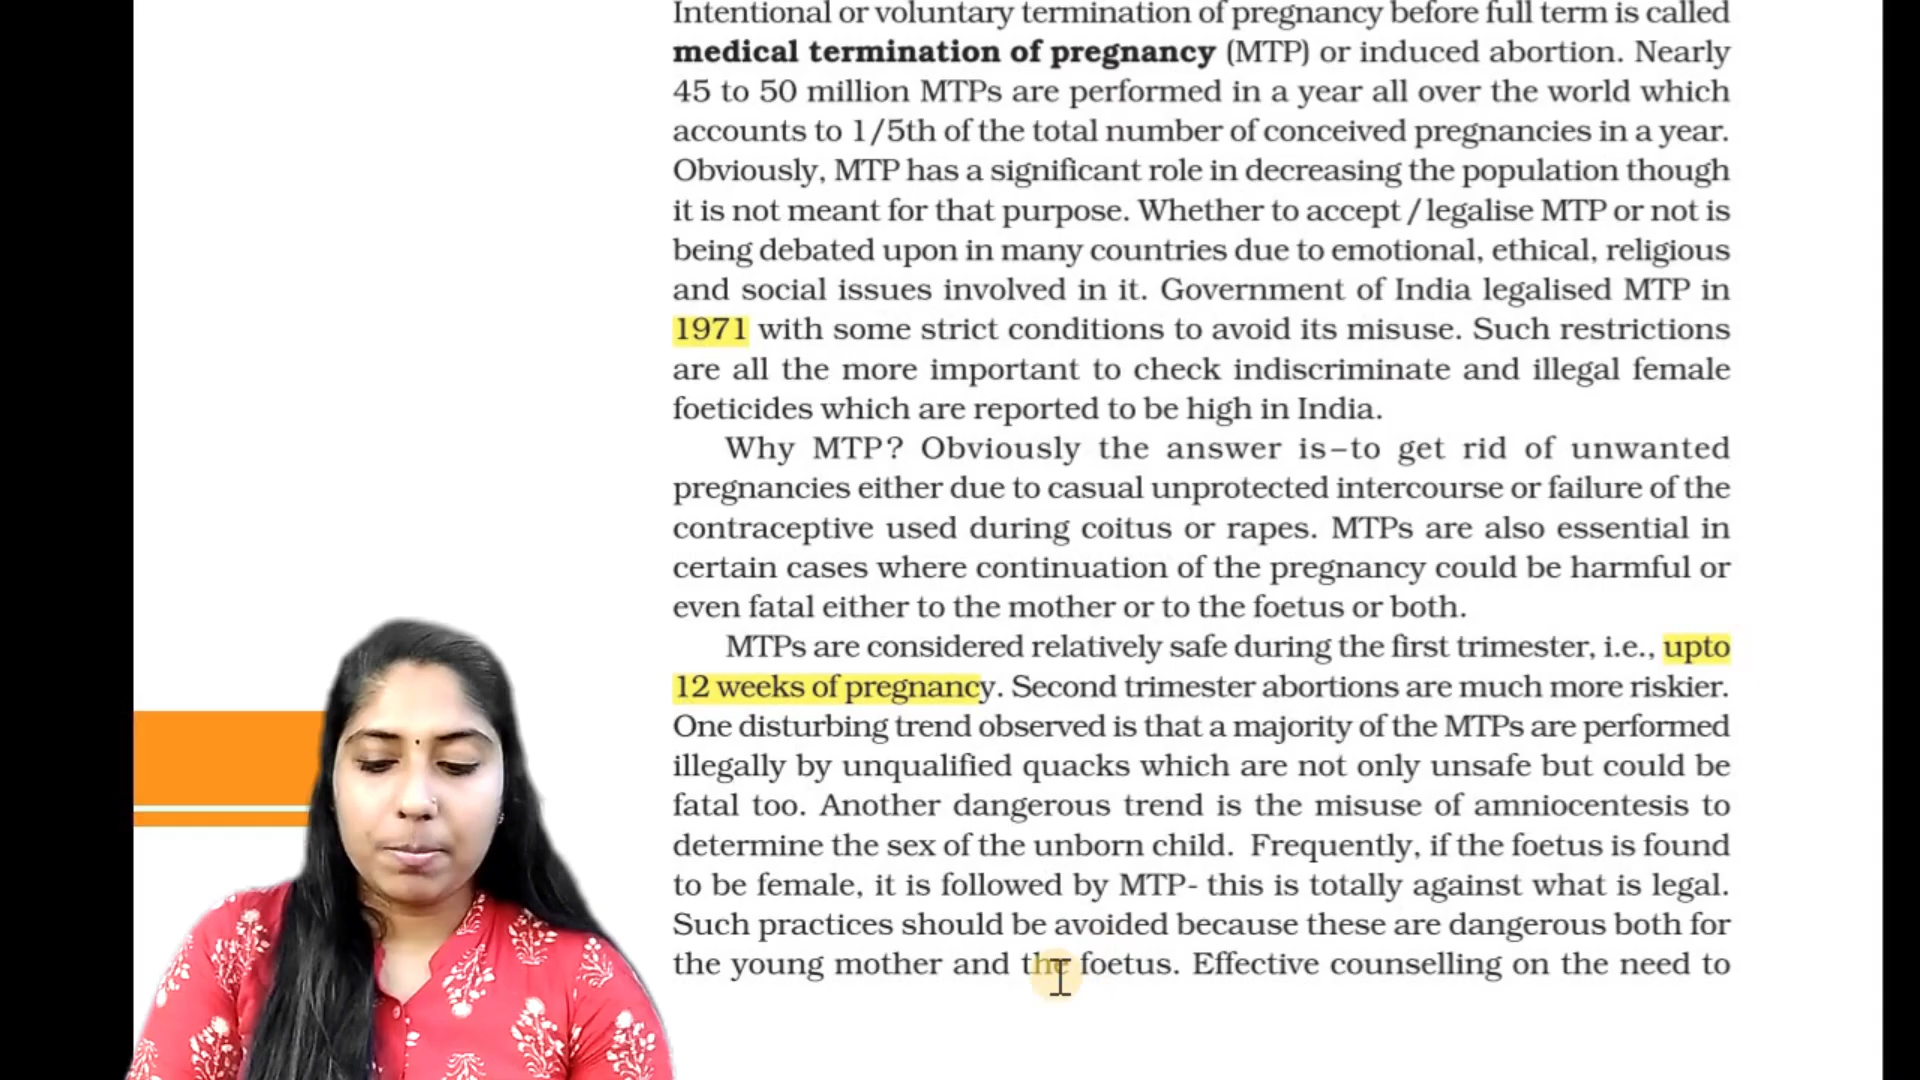 Intentional or voluntary termination of pregnancy before full term is called
medical termination of pregnancy (MTP) or induced abortion. Nearly
45 to 50 million MTPs are performed in a year all over the world which
accounts to 1/5th of the total number of conceived pregnancies in a year.
Obviously, MTP has a significant role in decreasing the population though
it is not meant for that purpose. Whether to accept / legalise MTP or not is
being debated upon in many countries due to emotional, ethical, religious
and social issues involved in it. Government of India legalised MTP in
1971 with some strict conditions to avoid its misuse. Such restrictions
are all the more important to check indiscriminate and illegal female
foeticides which are reported to be high in India.
Why MTP? Obviously the answer is–to get rid of unwanted
pregnancies either due to casual unprotected intercourse or failure of the
contraceptive used during coitus or rapes. MTPs are also essential in
certain cases where continuation of the pregnancy could be harmful or
even fatal either to the mother or to the foetus or both.
MTPs are considered relatively safe during the first trimester, i.e., upto
12 weeks of pregnancy. Second trimester abortions are much more riskier.
One disturbing trend observed is that a majority of the MTPs are performed
illegally by unqualified quacks which are not only unsafe but could be
fatal too. Another dangerous trend is the misuse of amniocentesis to
determine the sex of the unborn child. Frequently, if the foetus is found
to be female, it is followed by MTP- this is totally against what is legal.
Such practices should be avoided because these are dangerous both for
the young mother and the foetus. Effective counselling on the need to